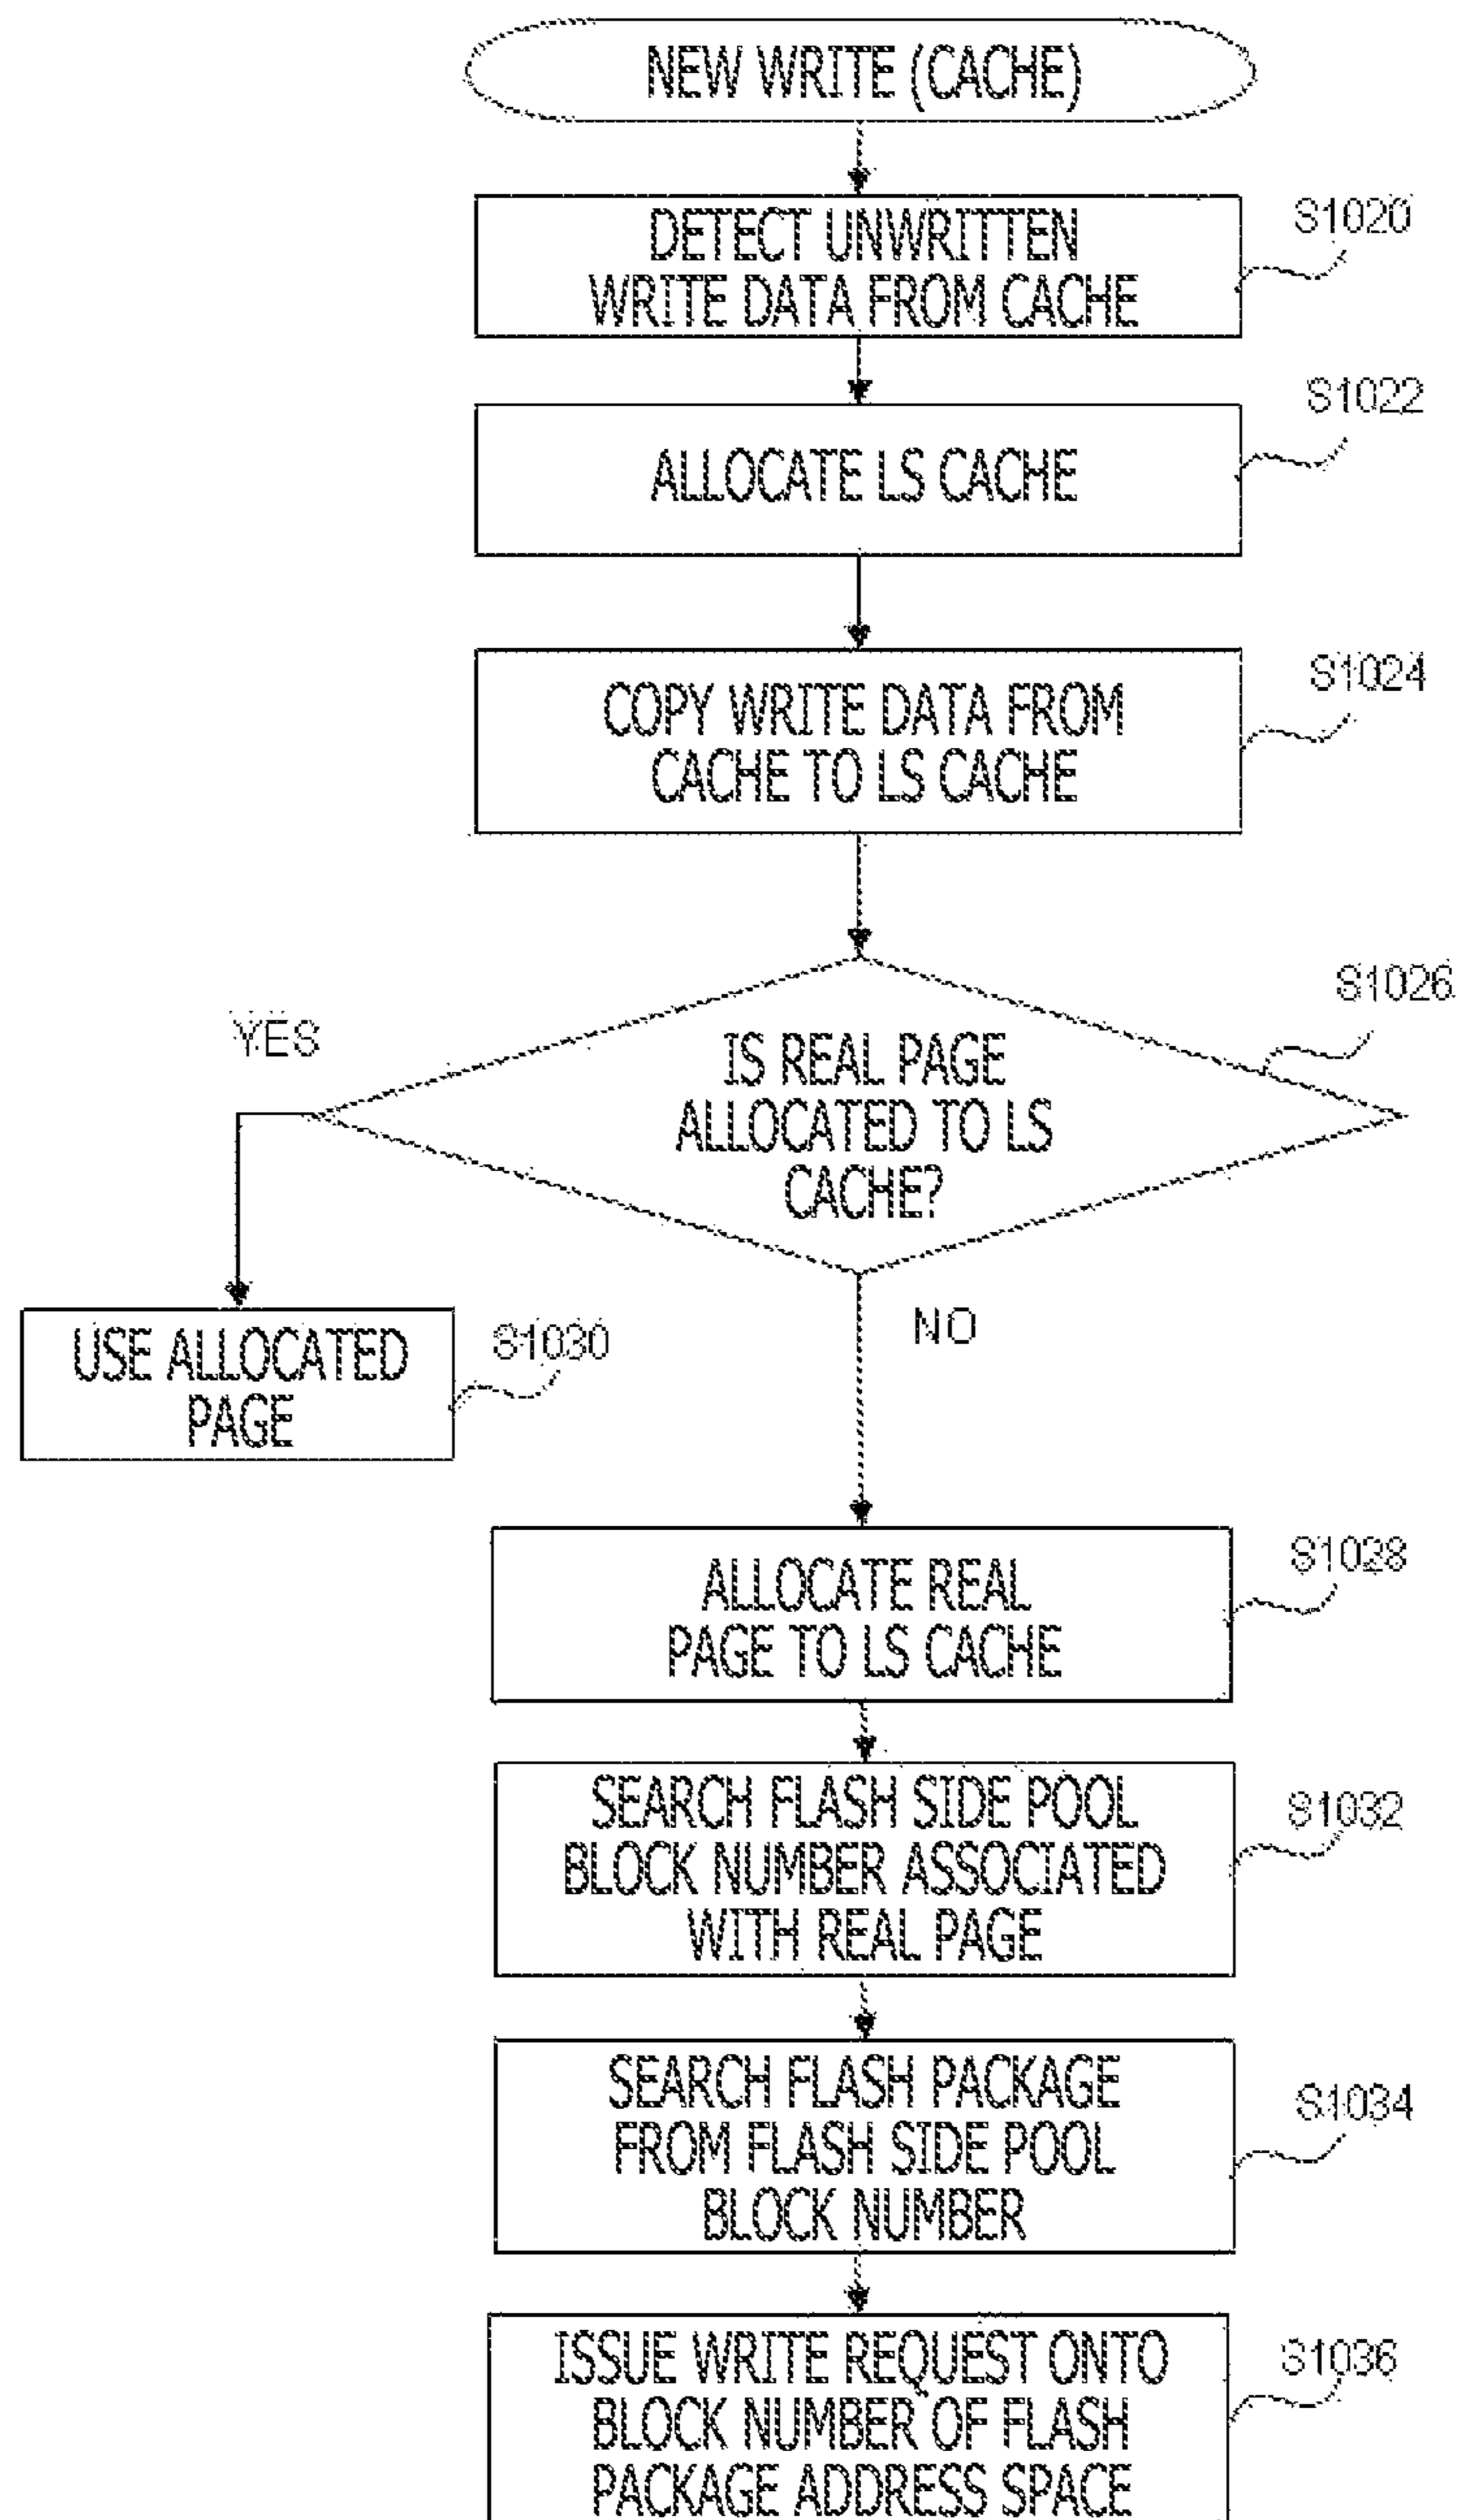 NEW WRITE (CACHE)
DETECT UNWRITTEN
WRITE DATA FROM CACHE
S1020
ALLOCATE LS CACHE
S1022
COPY WRITE DATA FROM
CACHE TO LS CACHE
S1024
IS REAL PAGE
ALLOCATED TO LS
CACHE?
S1026
YES
NO
USE ALLOCATED
PAGE
S1030
ALLOCATE REAL
PAGE TO LS CACHE
S1028
SEARCH FLASH SIDE POOL
BLOCK NUMBER ASSOCIATED
WITH REAL PAGE
S1032
SEARCH FLASH PACKAGE
FROM FLASH SIDE POOL
BLOCK NUMBER
S1034
ISSUE WRITE REQUEST ONTO
BLOCK NUMBER OF FLASH
PACKAGE ADDRESS SPACE
S1036